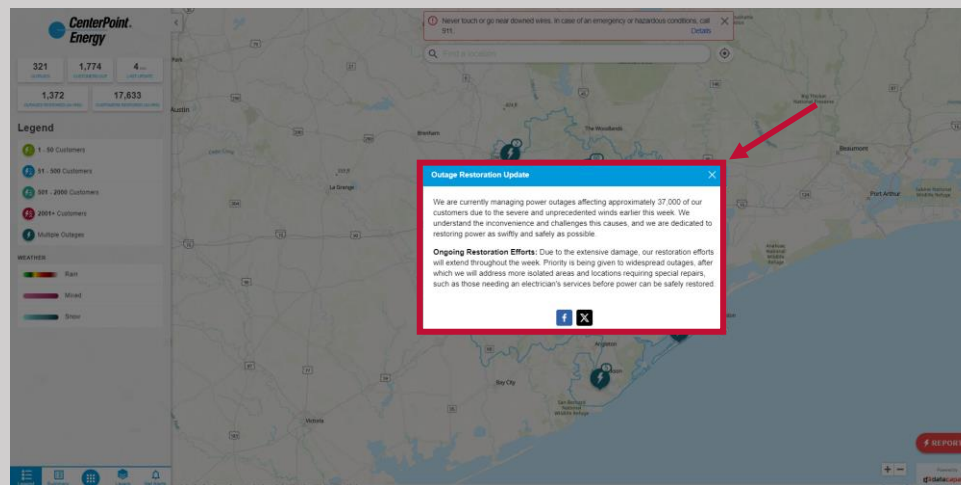 CenterPoint.
Energy
321
1,774
4
1,372
17,633
Legend
1 - 50 Customers
51 - 500 Customers
501 - 2000 Customers
2001+ Customers
Multiple Outages
WEATHER
Rain
Mixed
Snow
Never touch or go near downed wires. In case of an emergency or hazardous conditions, call
911.
Details
Find a location
Austin
Brenham
The Woodlands
La Grange
Beaumont
Port Arthur
Outage Restoration Update
We are currently managing power outages affecting approximately 37,000 of our
customers due to the severe and unprecedented winds earlier this week. We
understand the inconvenience and challenges this causes, and we are dedicated to
restoring power as swiftly and safely as possible.
Ongoing Restoration Efforts: Due to the extensive damage, our restoration efforts
will extend throughout the week. Priority is being given to widespread outages, after
which we will address more isolated areas and locations requiring special repairs,
such as those needing an electrician's services before power can be safely restored.
Angleton
Bay City
Victoria
San Bernard
National
Wildlife Refuge
REPORT